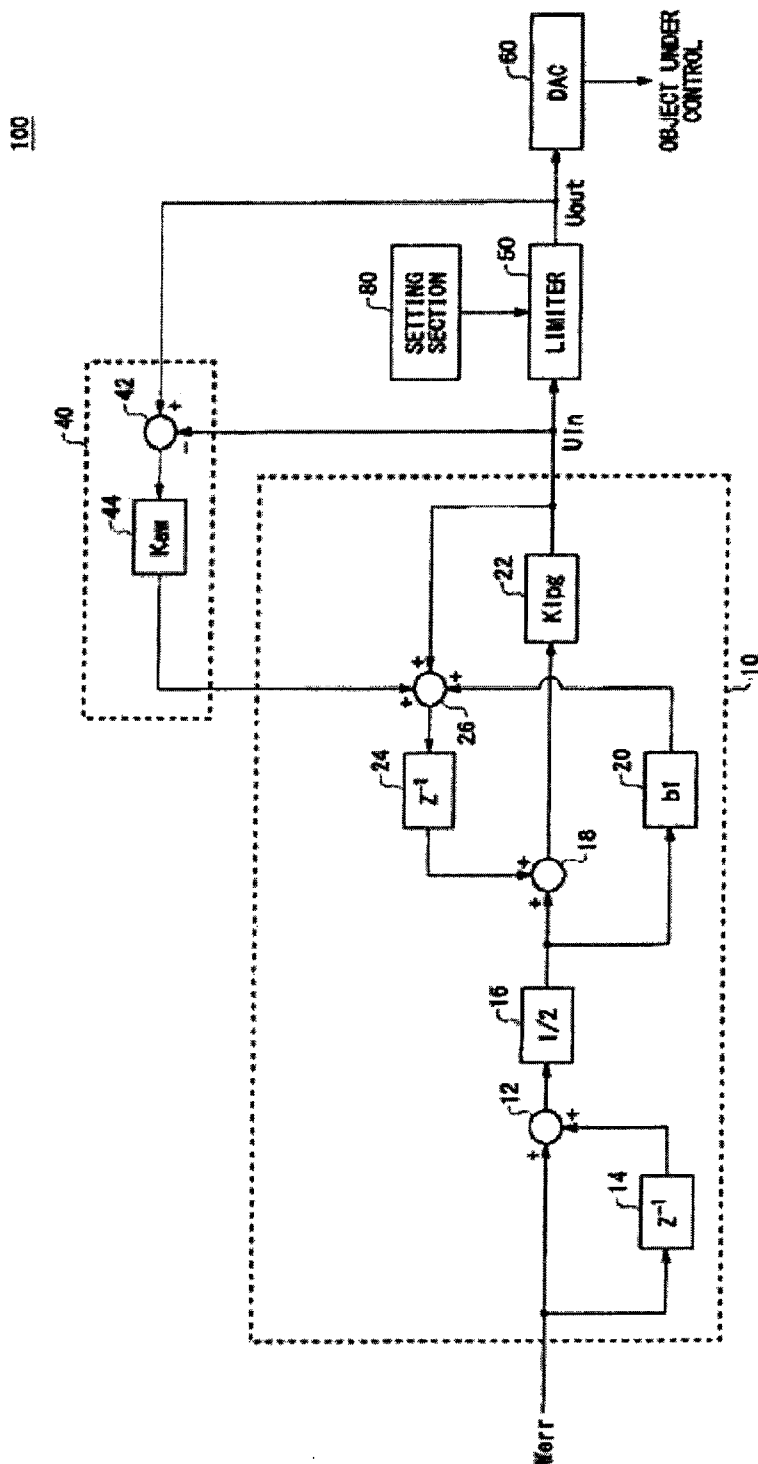 100
40
42
+
-
44
Kaw
80
SETTING
SECTION
60
DAC
50
LIMITER
Uin
Uout
OBJECT UNDER
CONTROL
24
Z⁻¹
+
+
+
26
22
Klpg
Werr
12
+
+
14
Z⁻¹
16
1/2
+
+
18
20
b1
10